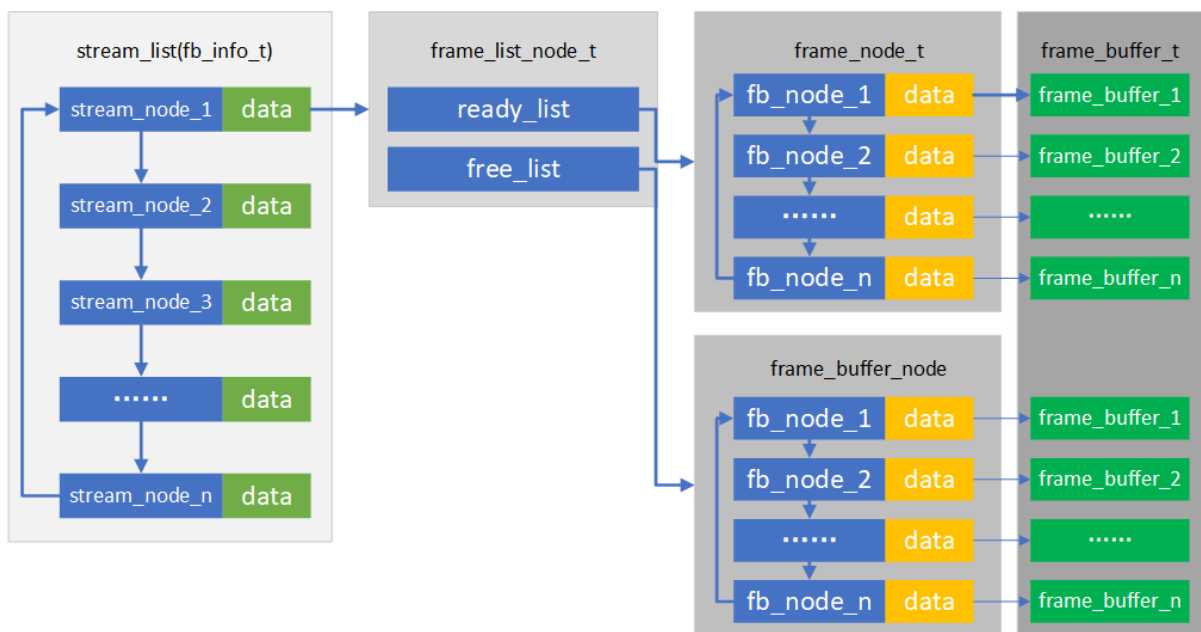 stream_list(fb_info_t)
stream_node_1 data
stream_node_2 data
stream_node_3 data
...... data
stream_node_n data
frame_list_node_t
ready_list
free_list
frame_node_t
fb_node_1 data
fb_node_2 data
...... data
fb_node_n data
frame_buffer_t
frame_buffer_1
frame_buffer_2
......
frame_buffer_n
frame_buffer_node
fb_node_1 data
fb_node_2 data
...... data
fb_node_n data
frame_buffer_1
frame_buffer_2
......
frame_buffer_n